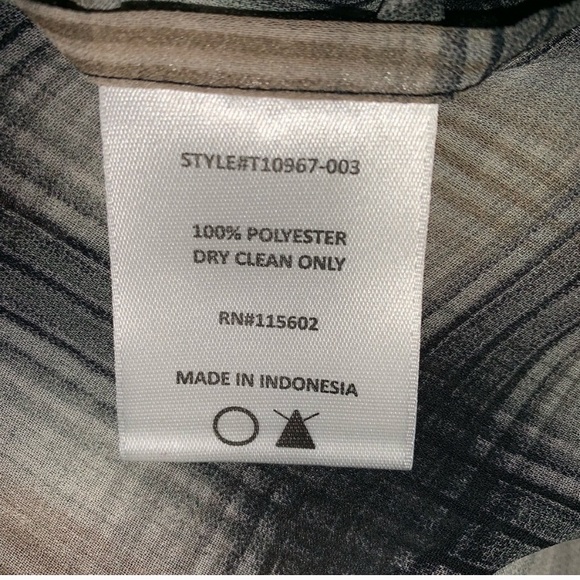 STYLE#T10967-003
100% POLYESTER
DRY CLEAN ONLY
RN#115602
MADE IN INDONESIA